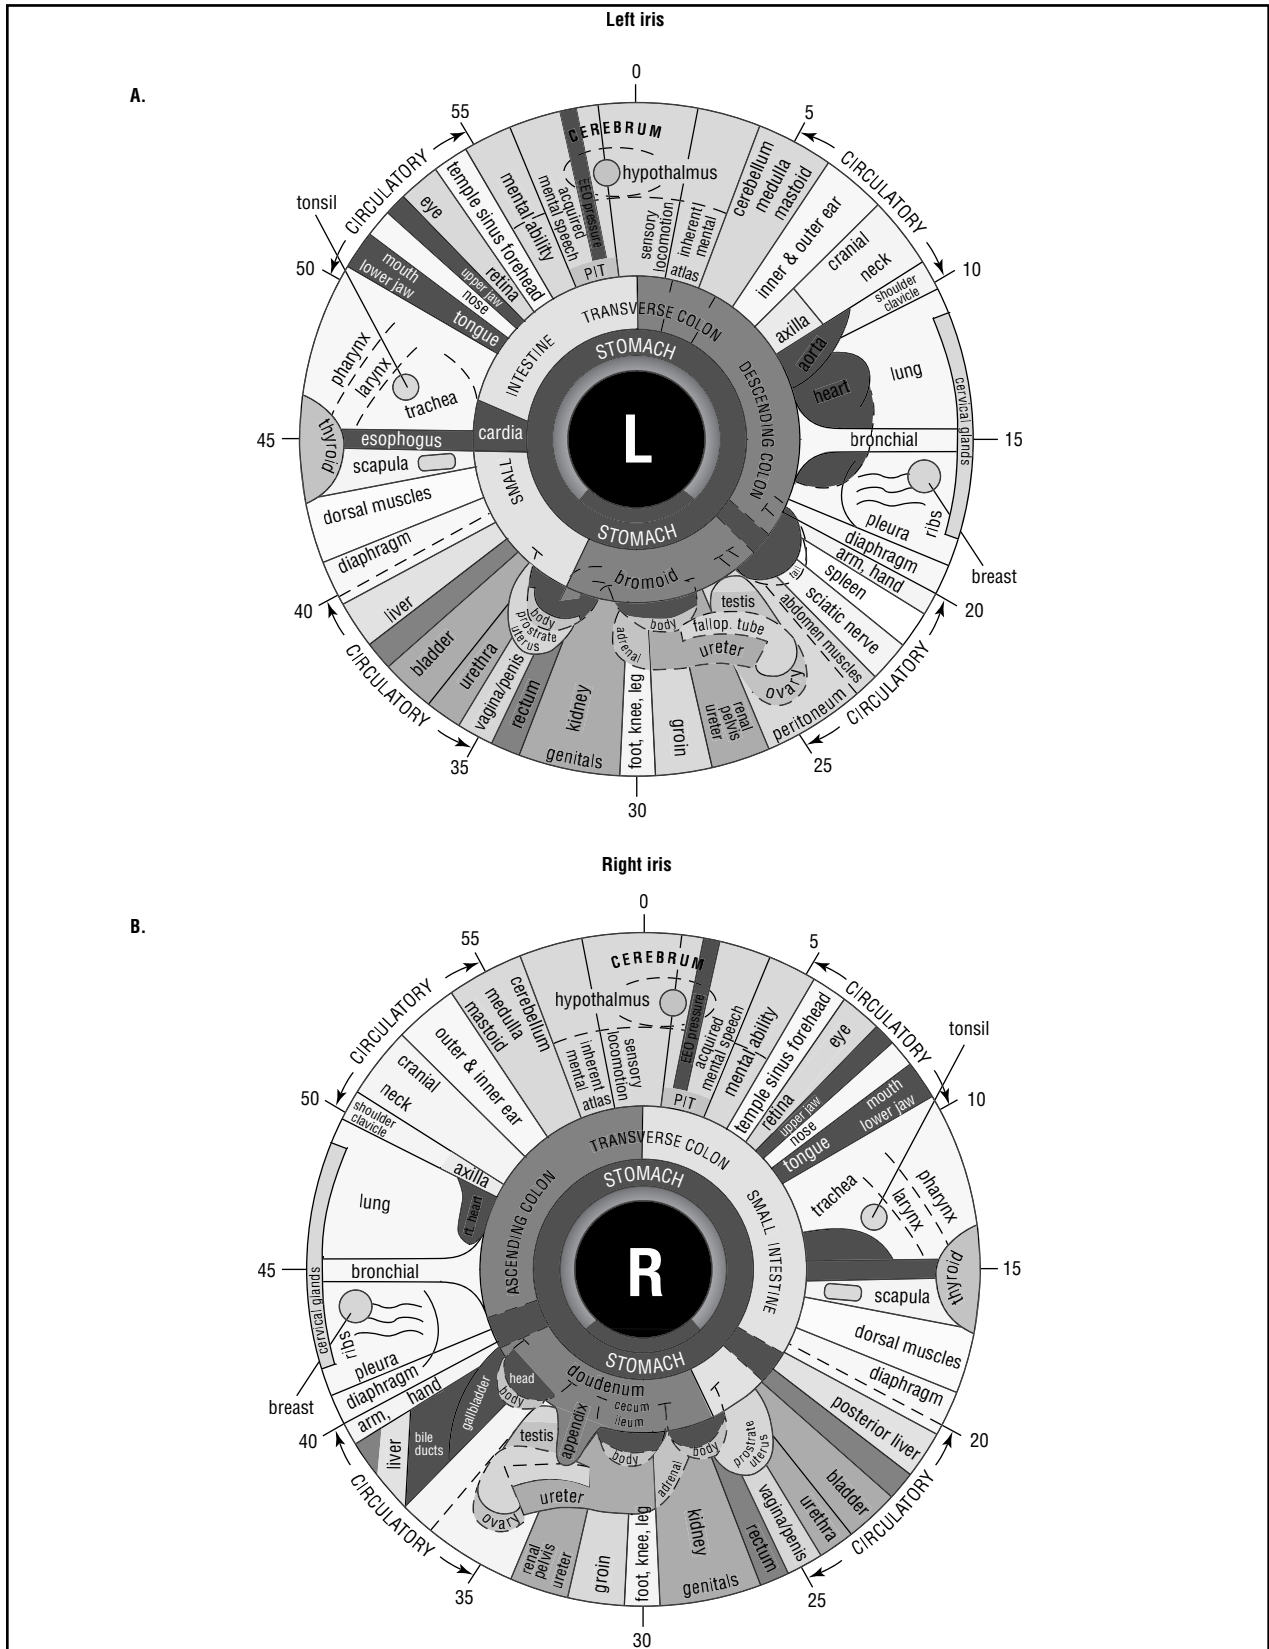 Left iris
A.
0
5
10
15
20
25
30
35
40
45
50
55
CIRCULATORY
CIRCULATORY
CIRCULATORY
CIRCULATORY
tonsil
breast
CEREBRUM
hypothalmus
EEO pressure
acquired
mental speech
mental ability
PIT
sensory
locomotion
inherent
mental
atlas
cerebellum
medulla
mastoid
inner & outer ear
cranial
neck
shoulder
clavicle
axilla
aorta
heart
lung
cervical glands
bronchial
pleura
ribs
diaphragm
arm, hand
spleen
sciatic nerve
abdomen muscles
peritoneum
testis
fallop. tube
ureter
ovary
renal
pelvis
ureter
groin
foot, knee, leg
body
adrenal
kidney
genitals
rectum
vagina/penis
body
prostrate
uterus
urethra
bladder
liver
diaphragm
dorsal muscles
scapula
esophogus
thyroid
trachea
larynx
pharynx
tongue
mouth
lower jaw
nose
upper jaw
retina
eye
temple sinus forehead
TRANSVERSE COLON
DESCENDING COLON
SMALL
INTESTINE
cardia
STOMACH
STOMACH
bromoid
L
Right iris
B.
0
5
10
15
20
25
30
35
40
45
50
55
CIRCULATORY
CIRCULATORY
CIRCULATORY
CIRCULATORY
tonsil
breast
CEREBRUM
hypothalmus
EEO pressure
acquired
mental speech
mental ability
PIT
sensory
locomotion
inherent
mental
atlas
cerebellum
medulla
mastoid
outer & inner ear
cranial
neck
shoulder
clavicle
axilla
rt. heart
lung
cervical glands
bronchial
ribs
pleura
diaphragm
arm, hand
liver
bile
ducts
gallbladder
head
body
testis
appendix
ureter
ovary
renal
pelvis
ureter
groin
foot, knee, leg
body
adrenal
kidney
genitals
rectum
vagina/penis
body
prostrate
uterus
urethra
bladder
posterior liver
diaphragm
dorsal muscles
scapula
thyroid
trachea
larynx
pharynx
tongue
mouth
lower jaw
nose
upper jaw
retina
eye
temple sinus forehead
TRANSVERSE COLON
ASCENDING COLON
SMALL INTESTINE
STOMACH
STOMACH
doudenum
cecum
ileum
R